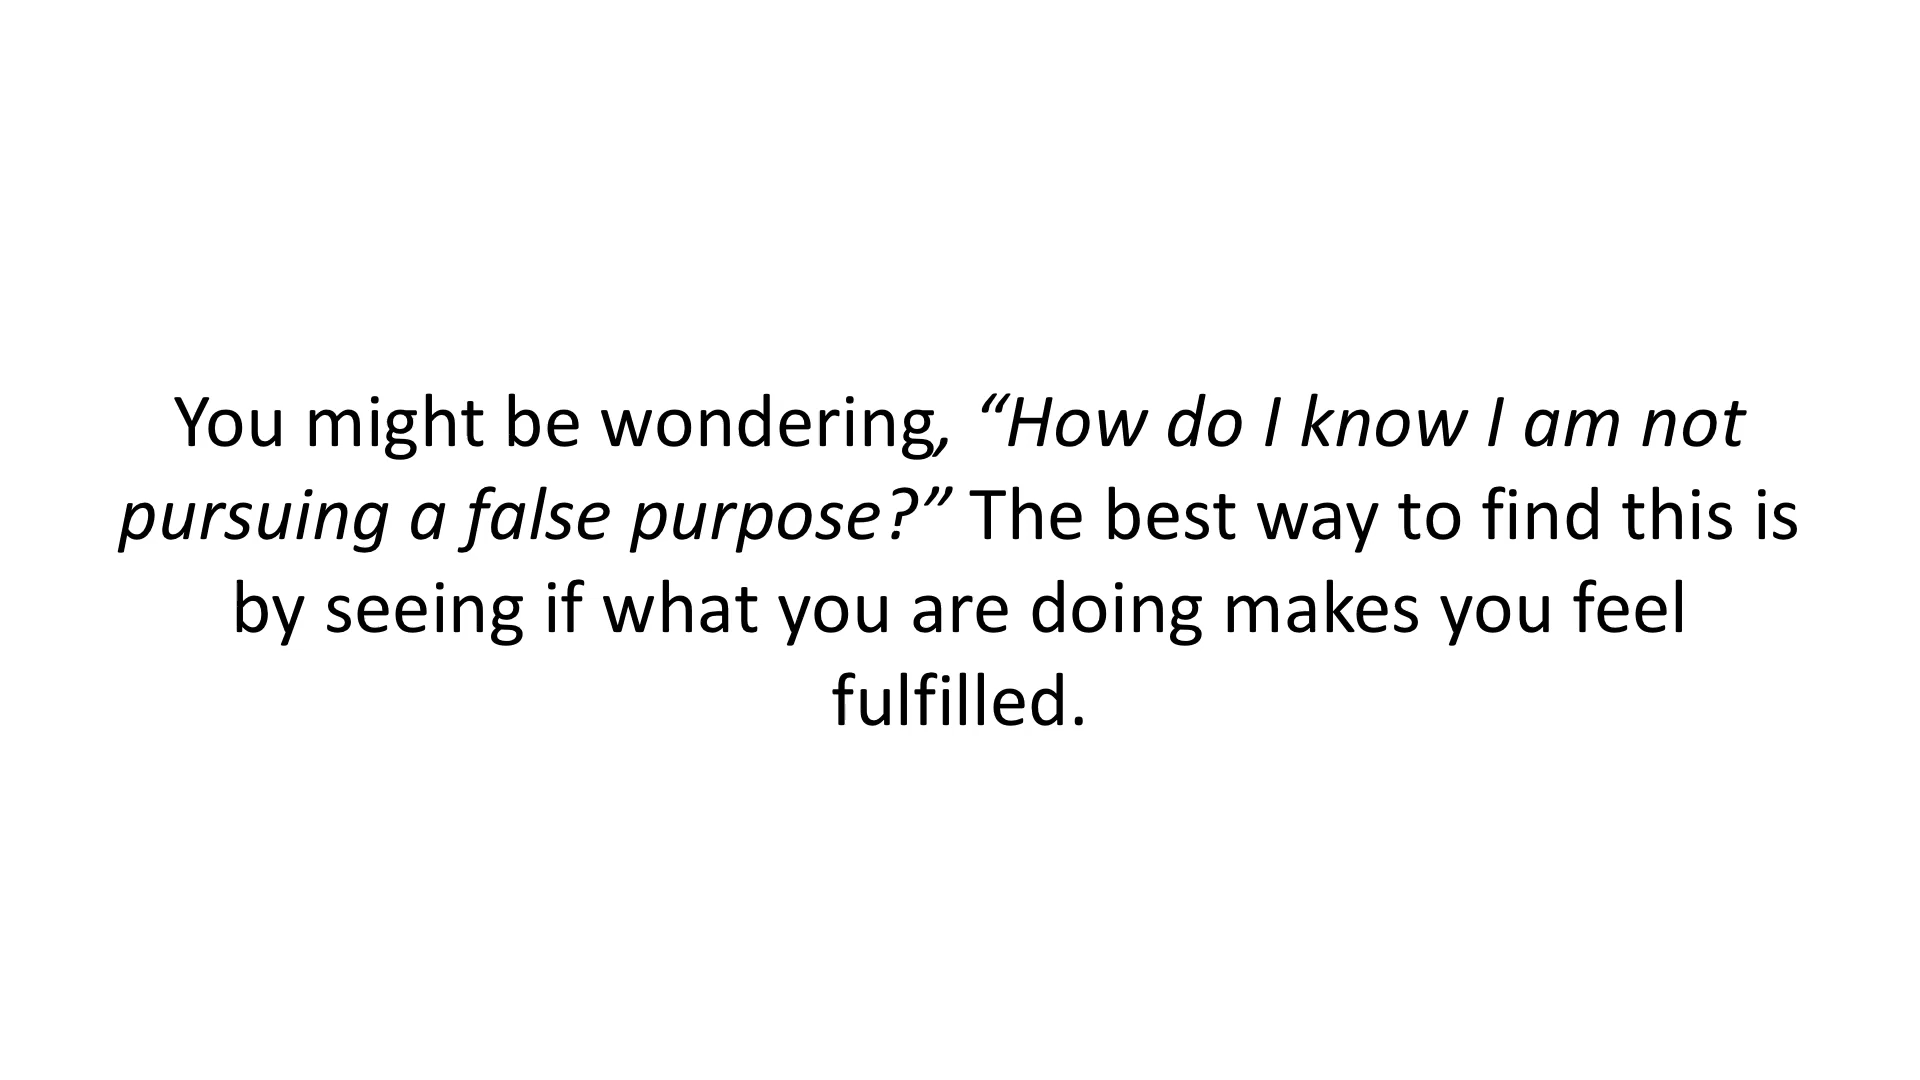 You might be wondering, “How do I know I am not
pursuing a false purpose?” The best way to find this is
by seeing if what you are doing makes you feel
fulfilled.